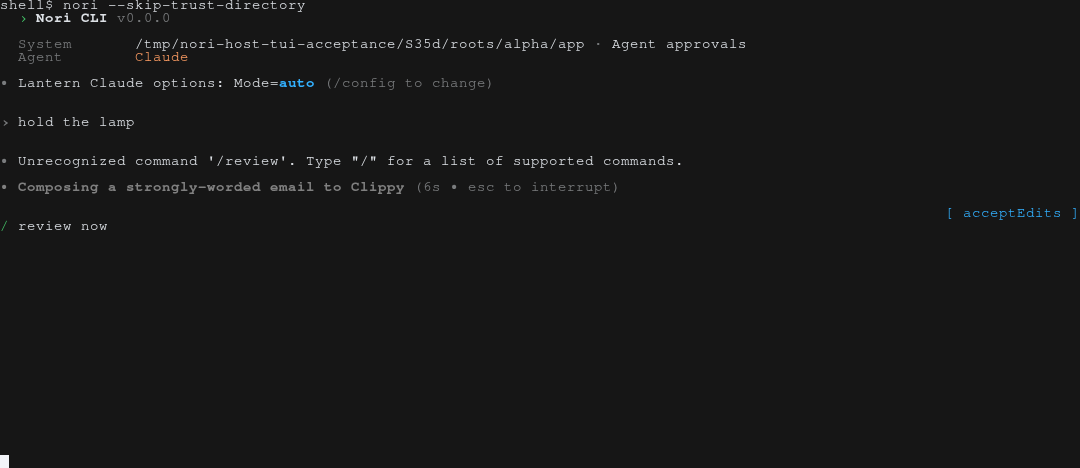 shell$ nori --skip-trust-directory
› Nori CLI v0.0.0
System /tmp/nori-host-tui-acceptance/S35d/roots/alpha/app · Agent approvals
Agent Claude
• Lantern Claude options: Mode=auto (/config to change)
› hold the lamp
• Unrecognized command '/review'. Type "/" for a list of supported commands.
• Composing a strongly-worded email to Clippy (6s • esc to interrupt)
[ acceptEdits ]
/ review now